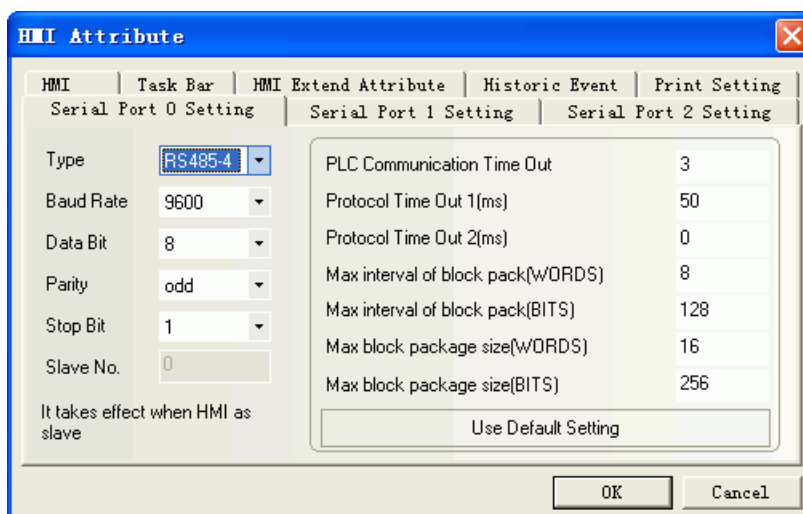 HMI Attribute
HMI Task Bar HMI Extend Attribute Historic Event Print Setting
Serial Port 0 Setting Serial Port 1 Setting Serial Port 2 Setting
Type RS485-4
Baud Rate 9600
Data Bit 8
Parity odd
Stop Bit 1
Slave No. 0
It takes effect when HMI as
slave
PLC Communication Time Out 3
Protocol Time Out 1(ms) 50
Protocol Time Out 2(ms) 0
Max interval of block pack(WORDS) 8
Max interval of block pack(BITS) 128
Max block package size(WORDS) 16
Max block package size(BITS) 256
Use Default Setting
OK Cancel